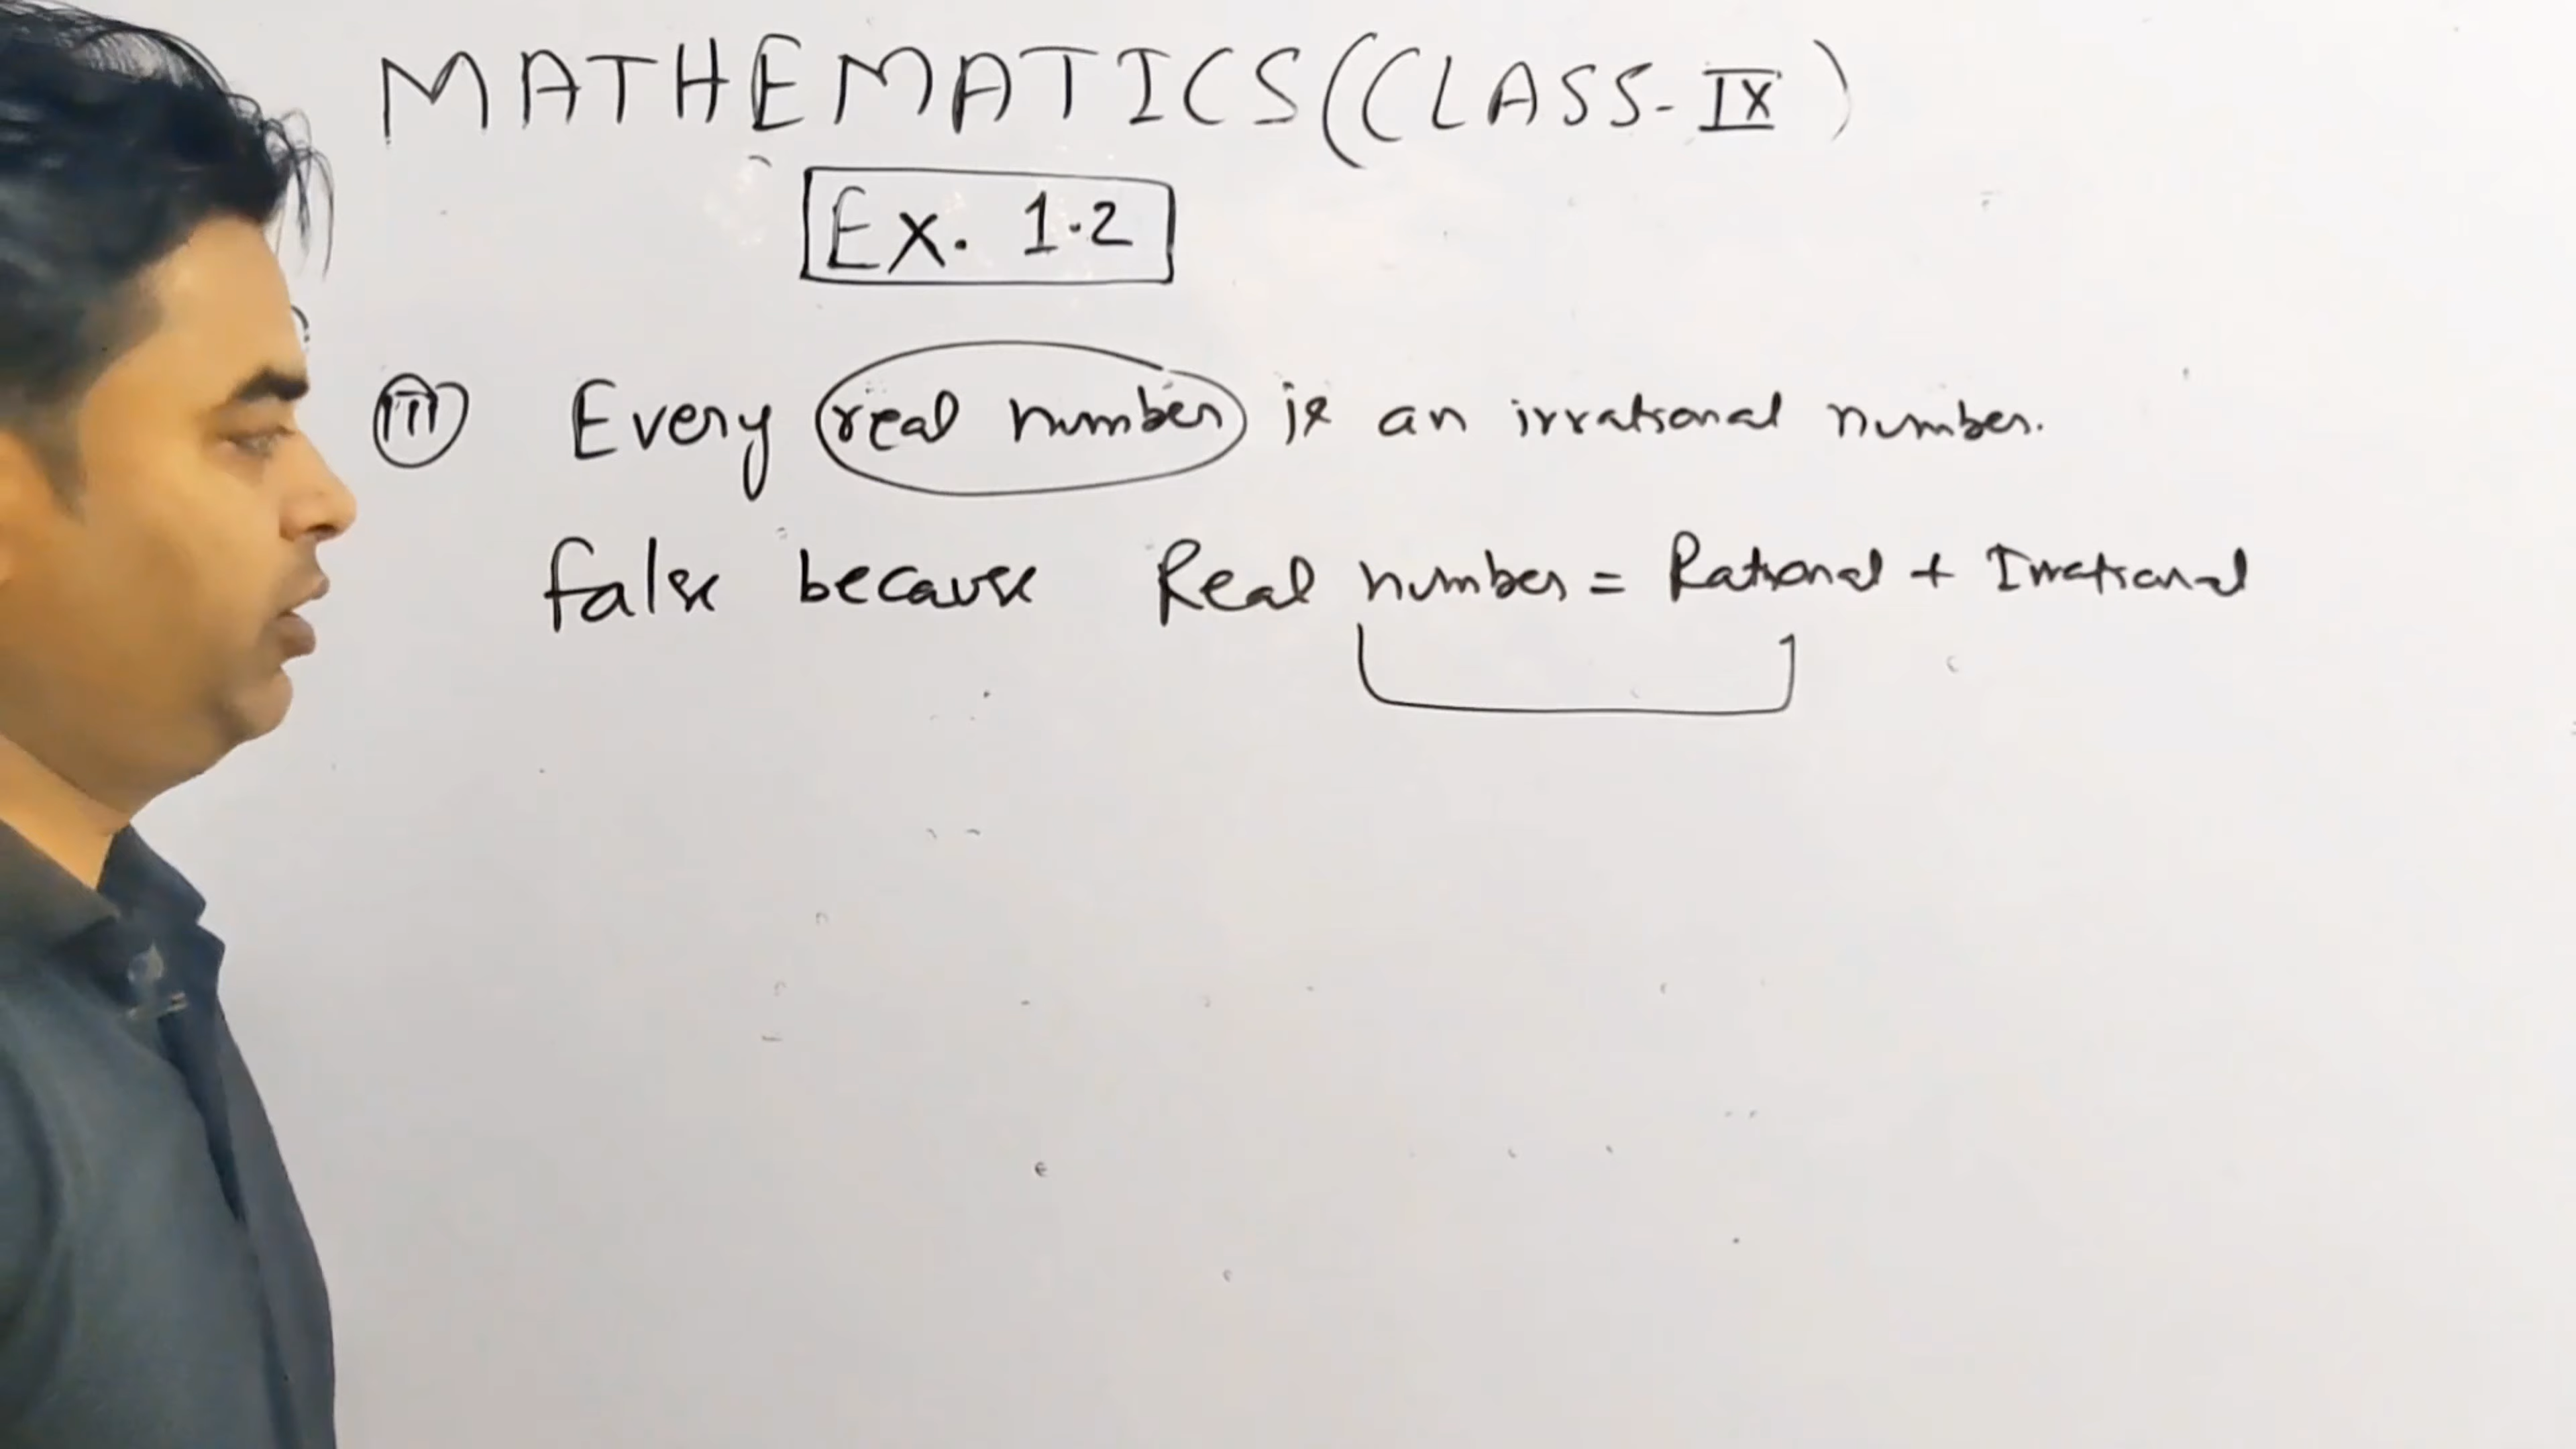 MATHEMATICS (CLASS-IX)
Ex. 1.2
(iii) Every real number is an irrational number.
false because Real number = Rational + Irrational